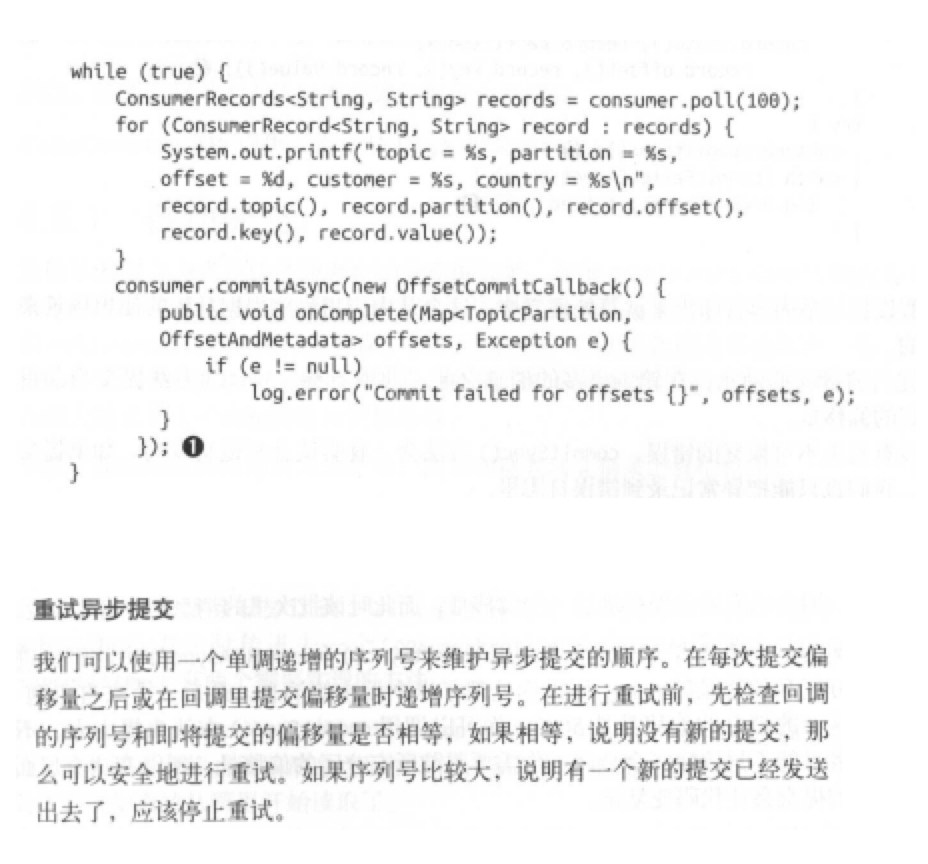 while (true) {
ConsumerRecords<String, String> records = consumer.poll(100);
for (ConsumerRecord<String, String> record : records) {
System.out.printf("topic = %s, partition = %s,
offset = %d, customer = %s, country = %s\n",
record.topic(), record.partition(), record.offset(),
record.key(), record.value());
}
consumer.commitAsync(new OffsetCommitCallback() {
public void onComplete(Map<TopicPartition,
OffsetAndMetadata> offsets, Exception e) {
if (e != null)
log.error("Commit failed for offsets {}", offsets, e);
}
}); ❶
}
重试异步提交
我们可以使用一个单调递增的序列号来维护异步提交的顺序。在每次提交偏
移量之后或在回调里提交偏移量时递增序列号。在进行重试前，先检查回调
的序列号和即将提交的偏移量是否相等，如果相等，说明没有新的提交，那
么可以安全地进行重试。如果序列号比较大，说明有一个新的提交已经发送
出去了，应该停止重试。